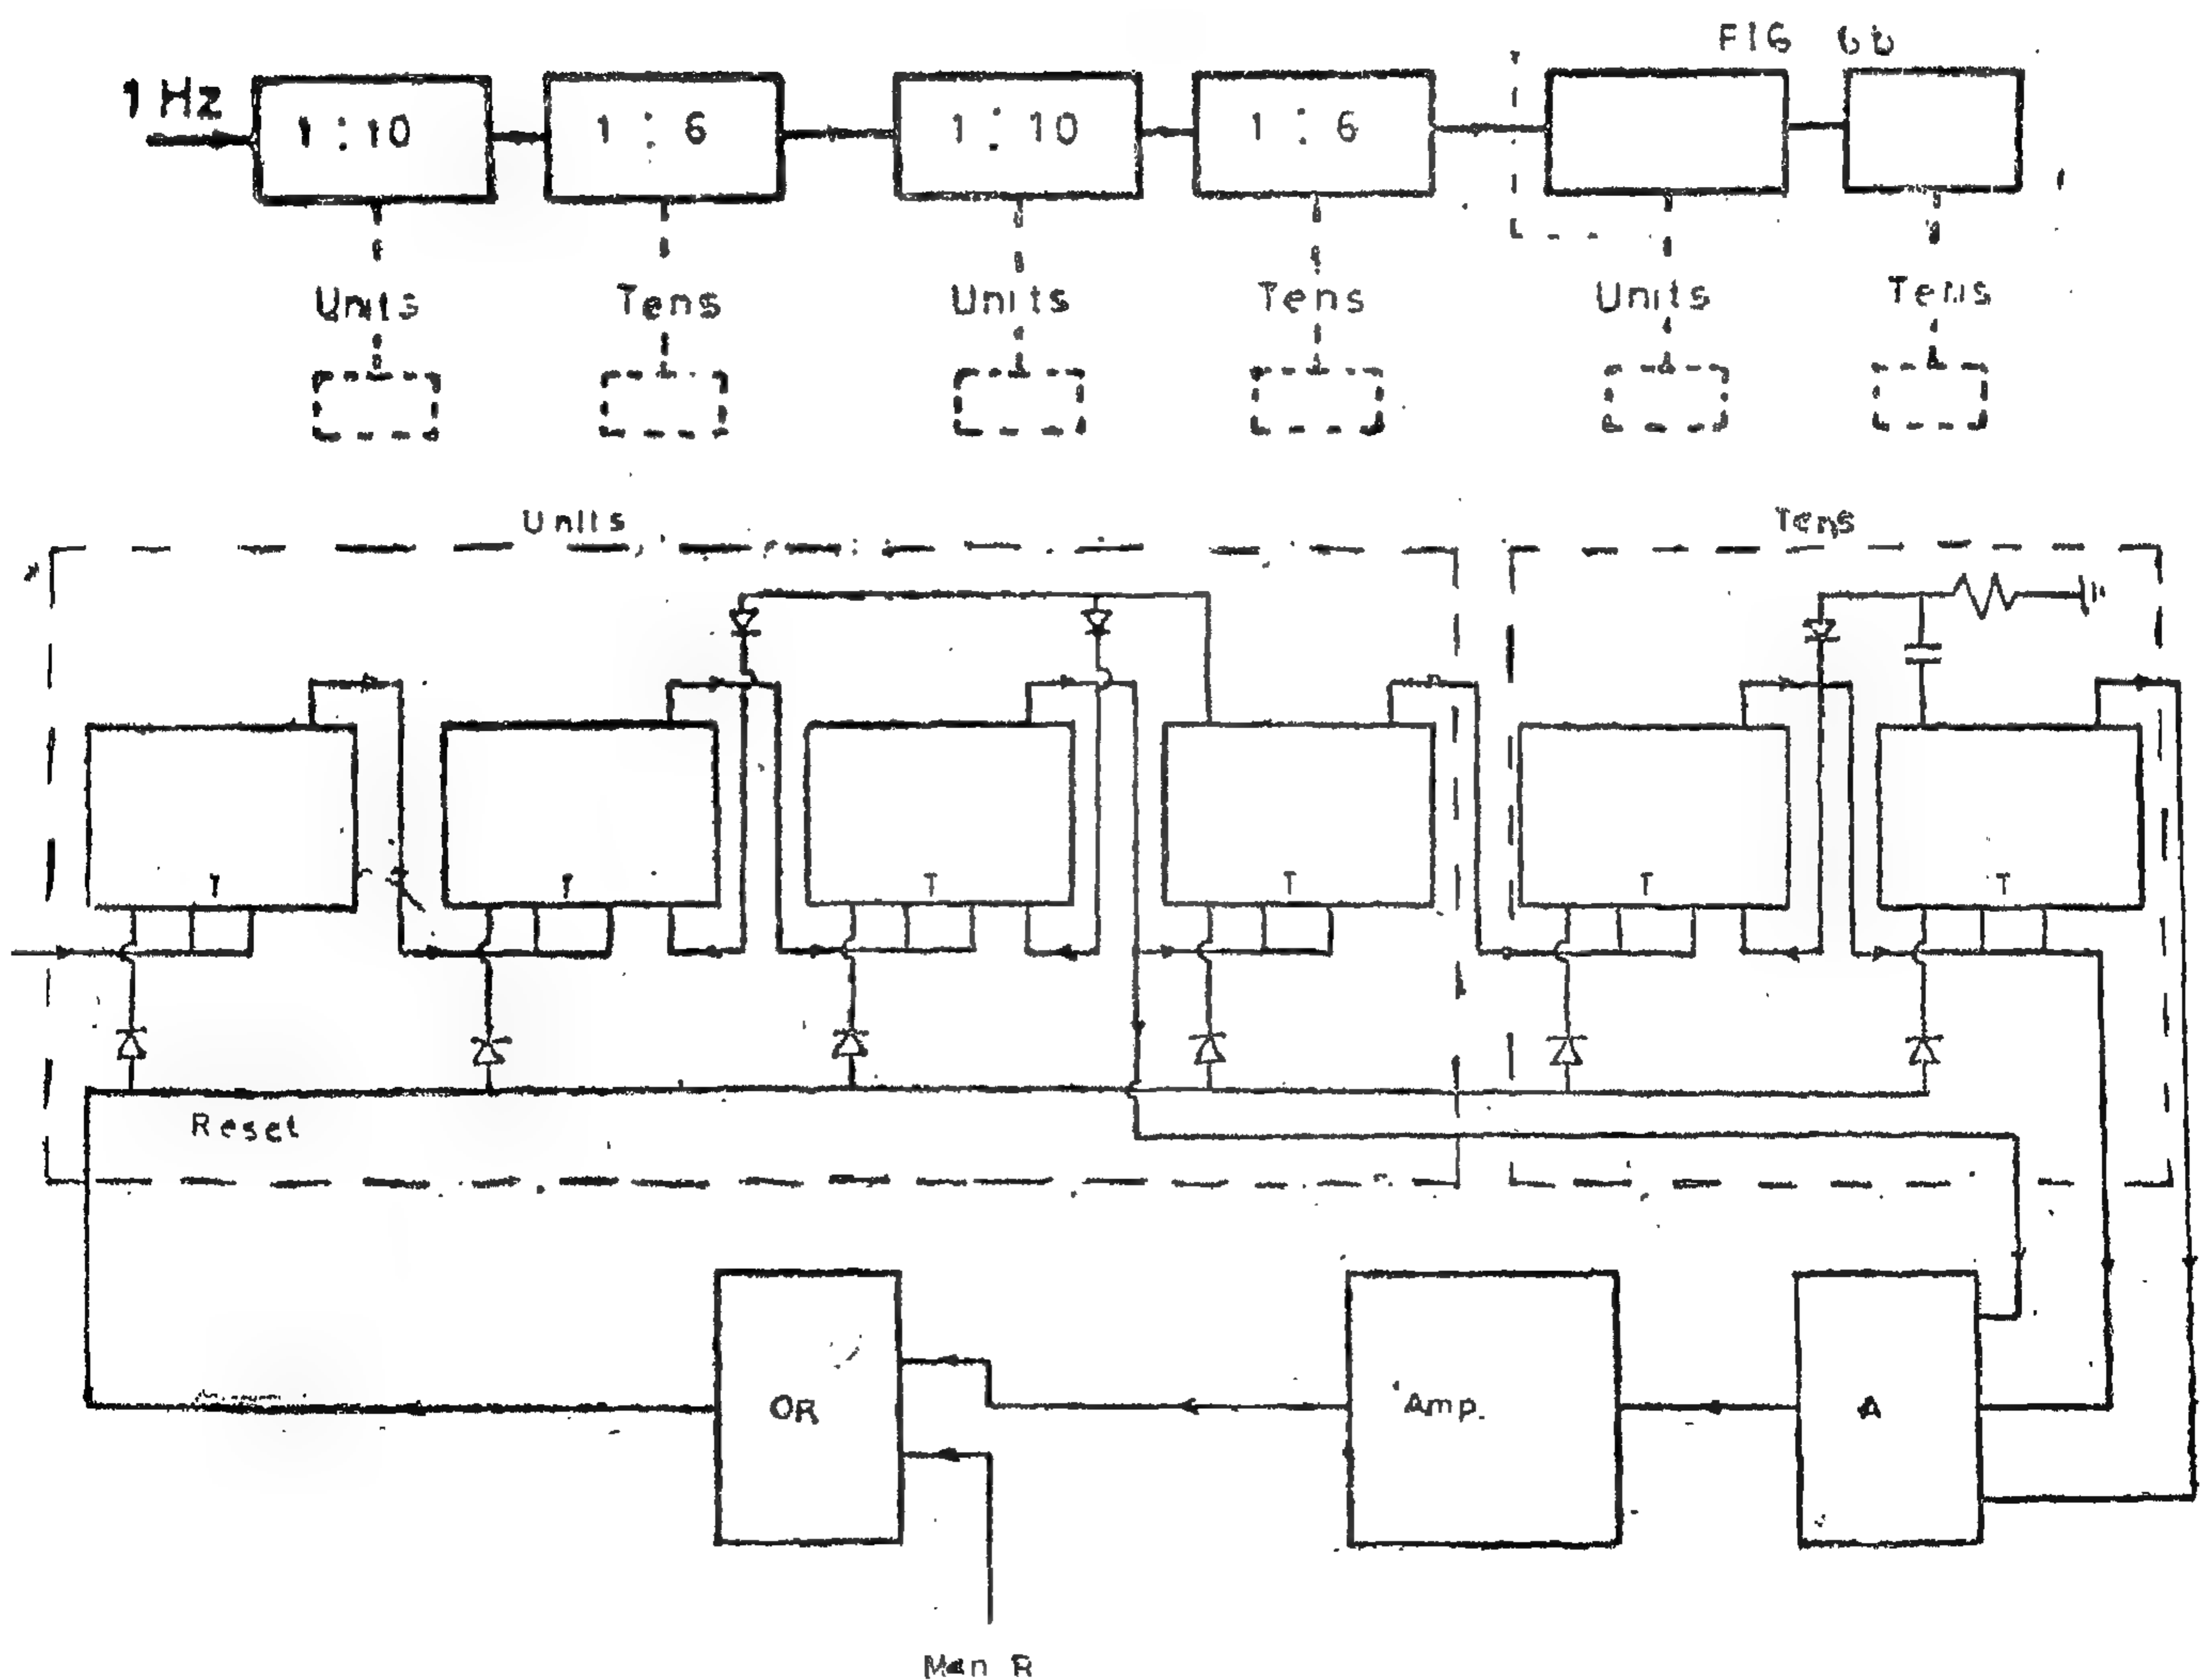 FIG 6b
1 Hz
1 : 10
1 : 6
1 : 10
1 : 6
Units
Tens
Units
Tens
Units
Tens
Units
Tens
T
T
T
T
T
T
Reset
OR
Amp.
A
Man R